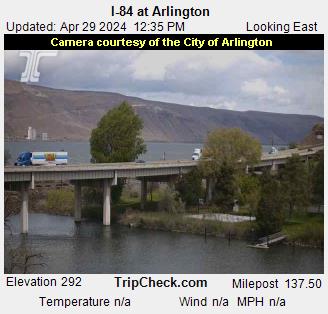 I-84 at Arlington
Updated: Apr 29 2024 12:35 PM Looking East
Camera courtesy of the City of Arlington
Elevation 292 TripCheck.com Milepost 137.50
Temperature n/a Wind n/a MPH n/a